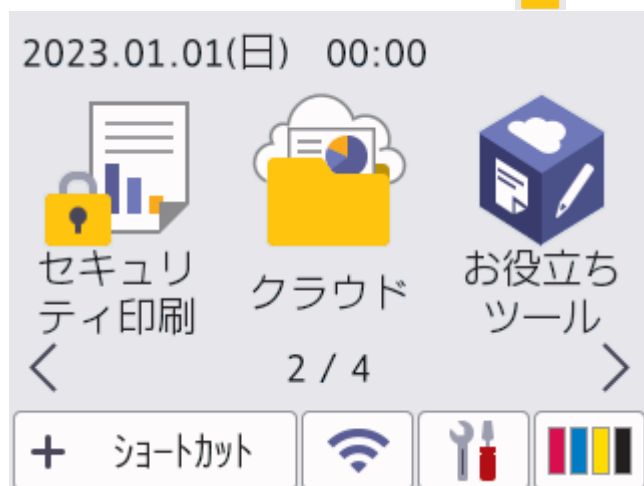 2023.01.01(日) 00:00
セキュリ
ティ印刷
クラウド
お役立ち
ツール
2 / 4
+ ショートカット